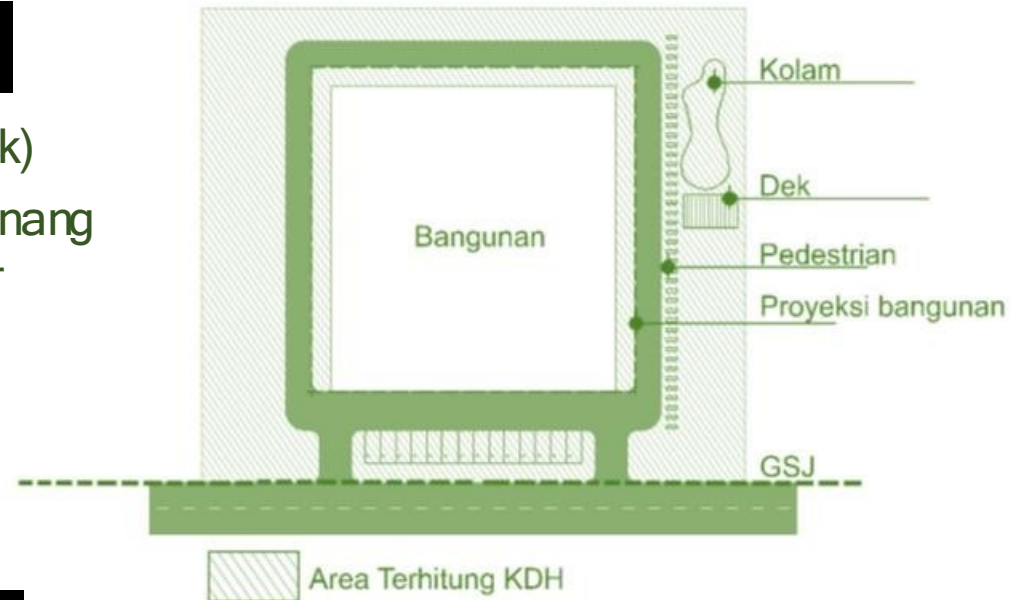 k)
nang
Kolam
Dek
Bangunan
Pedestrian
Proyeksi bangunan
GSJ
Area Terhitung KDH